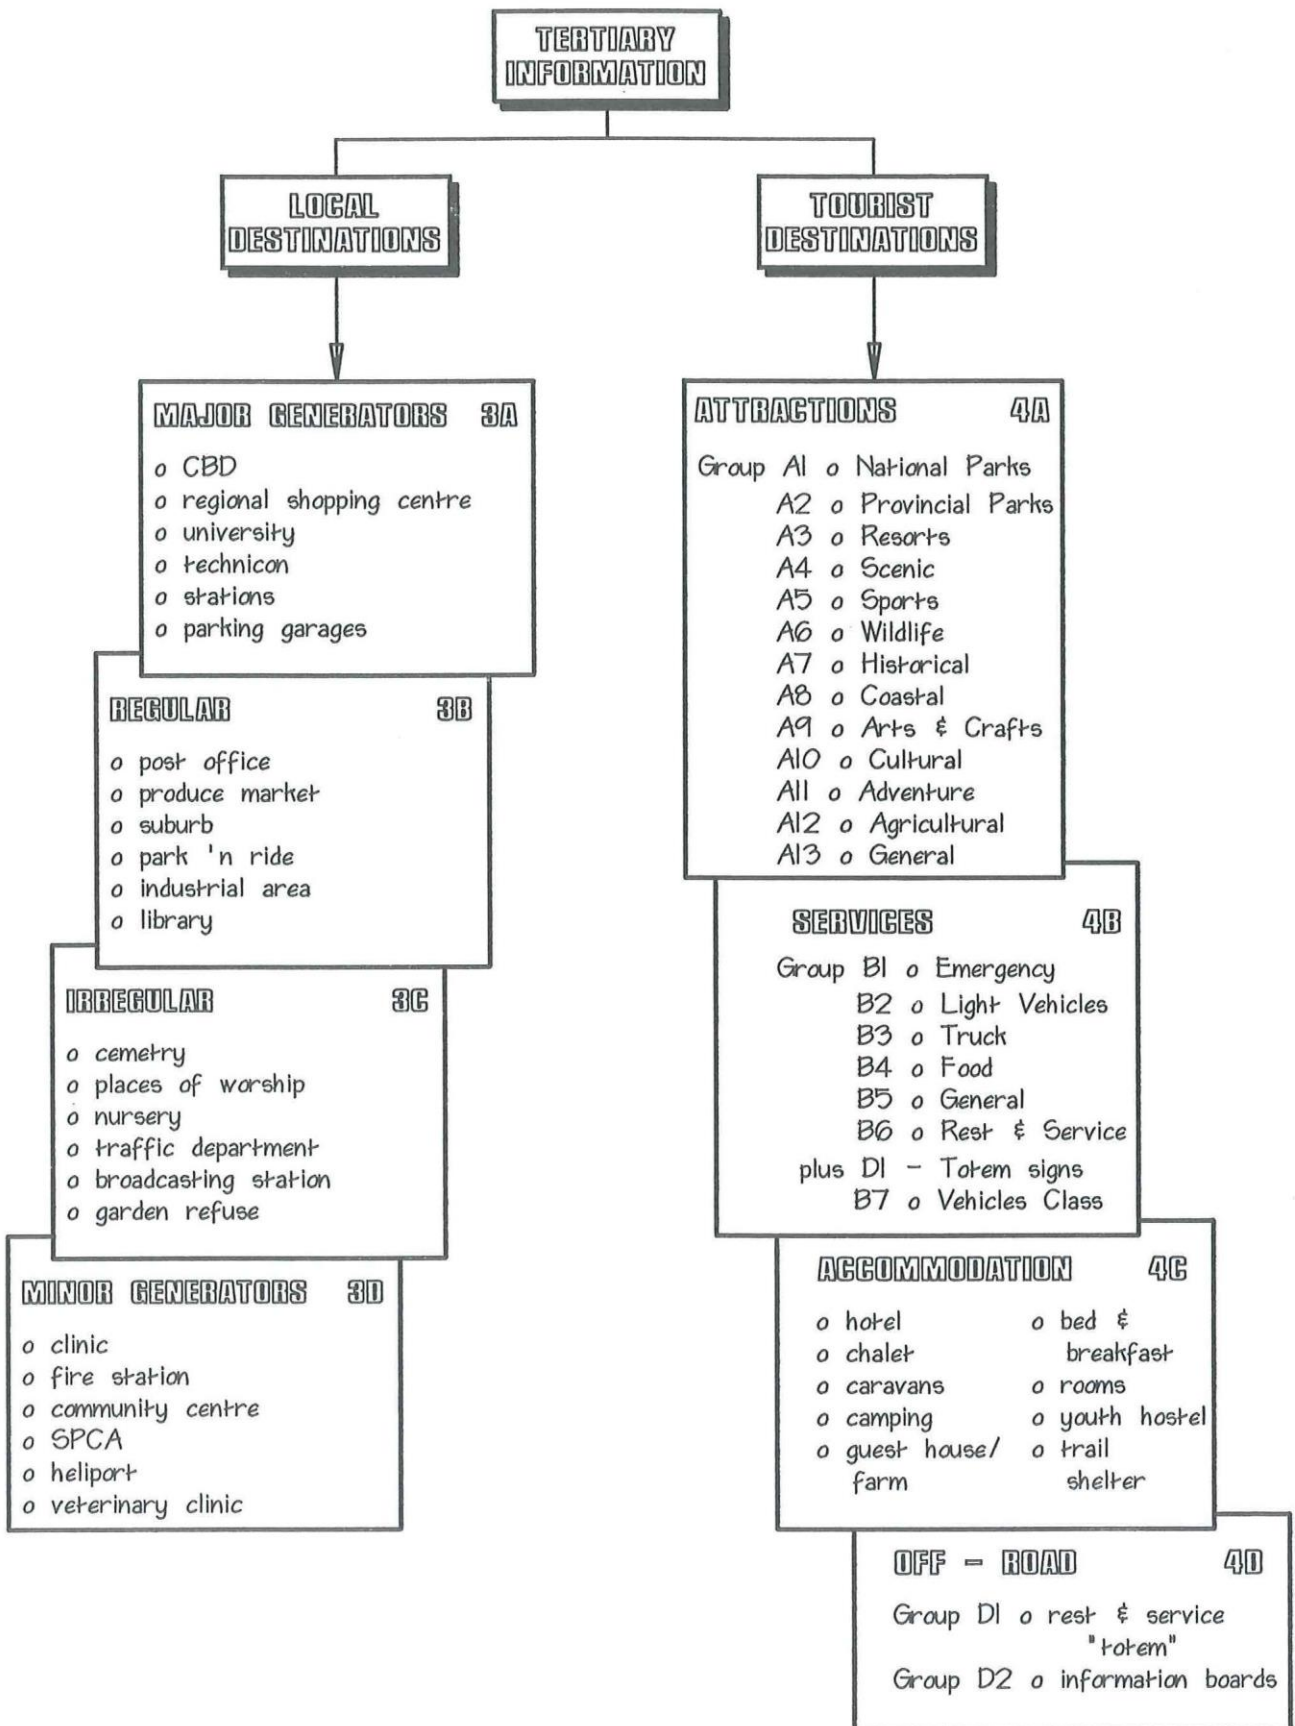 TERTIARY
INFORMATION
LOCAL
DESTINATIONS
TOURIST
DESTINATIONS
MAJOR GENERATORS 3A
o CBD
o regional shopping centre
o university
o technicon
o stations
o parking garages
REGULAR 3B
o post office
o produce market
o suburb
o park 'n ride
o industrial area
o library
IRREGULAR 3C
o cemetry
o places of worship
o nursery
o traffic department
o broadcasting station
o garden refuse
MINOR GENERATORS 3D
o clinic
o fire station
o community centre
o SPCA
o heliport
o veterinary clinic
ATTRACTIONS 4A
Group A1 o National Parks
A2 o Provincial Parks
A3 o Resorts
A4 o Scenic
A5 o Sports
A6 o Wildlife
A7 o Historical
A8 o Coastal
A9 o Arts & Crafts
A10 o Cultural
A11 o Adventure
A12 o Agricultural
A13 o General
SERVICES 4B
Group B1 o Emergency
B2 o Light Vehicles
B3 o Truck
B4 o Food
B5 o General
B6 o Rest & Service
plus D1 - Totem signs
B7 o Vehicles Class
ACCOMMODATION 4C
o hotel
o chalet
o caravans
o camping
o guest house/
farm
o bed &
breakfast
o rooms
o youth hostel
o trail
shelter
OFF - ROAD 4D
Group D1 o rest & service
"totem"
Group D2 o information boards